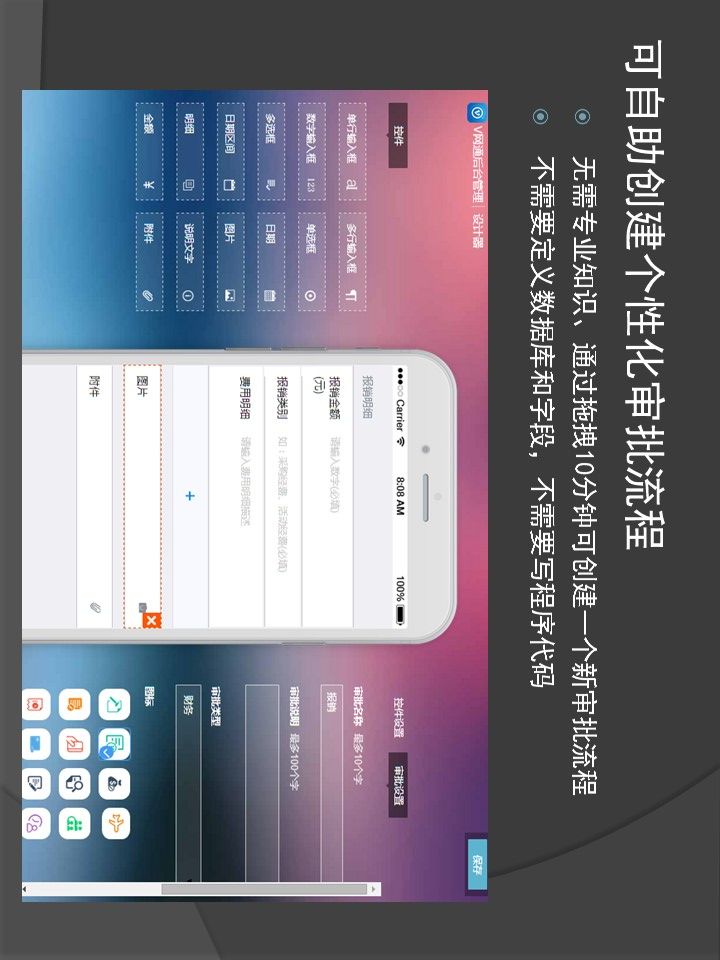 可自助创建个性化审批流程
无需专业知识、通过拖拽10分钟可创建一个新审批流程
不需要定义数据库和字段，不需要写程序代码
V网通后台管理 | 设计器
保存
控件
单行输入框
多行输入框
数字输入框 123
单选框
多选框
日期
日期区间
图片
明细
说明文字
金额 ¥
附件
Carrier 8:08 AM 100%
报销明细
报销金额(元) 请输入数字(必填)
报销类别 如：采购经费、活动经费(必填)
费用明细 请输入费用明细描述
+
图片
附件
控件设置
审批设置
审批名称 最多10个字
报销
审批说明 最多100个字
审批类型
财务
图标